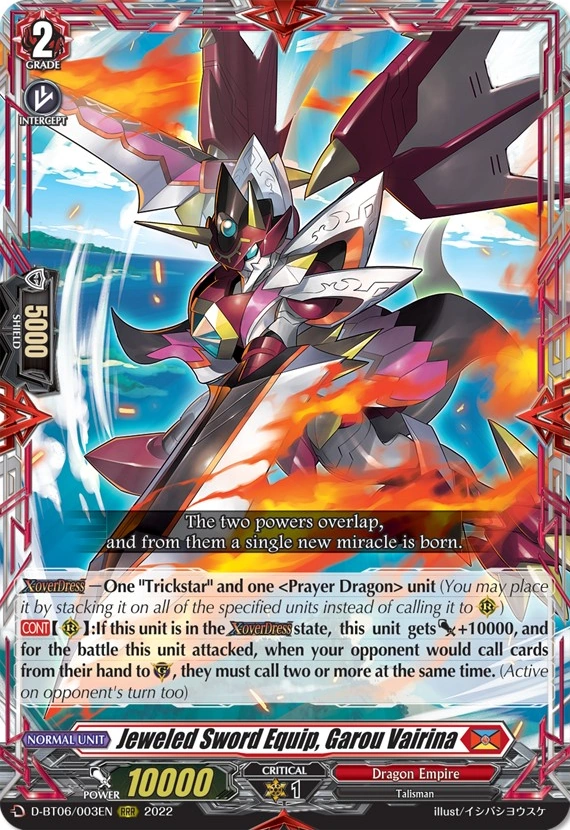 2
GRADE
INTERCEPT
5000
SHIELD
The two powers overlap,
and from them a single new miracle is born.
X-overDress—One "Trickstar" and one <Prayer Dragon> unit (You may place
it by stacking it on all of the specified units instead of calling it to R.)
CONT【R】:If this unit is in the X-overDress state, this unit gets +10000, and
for the battle this unit attacked, when your opponent would call cards
from their hand to G, they must call two or more at the same time. (Active
on opponent's turn too)
NORMAL UNIT
Jeweled Sword Equip, Garou Vairina
POWER 10000
CRITICAL
1
Dragon Empire
Talisman
D-BT06/003EN RRR 2022
illust/イシバシヨウスケ